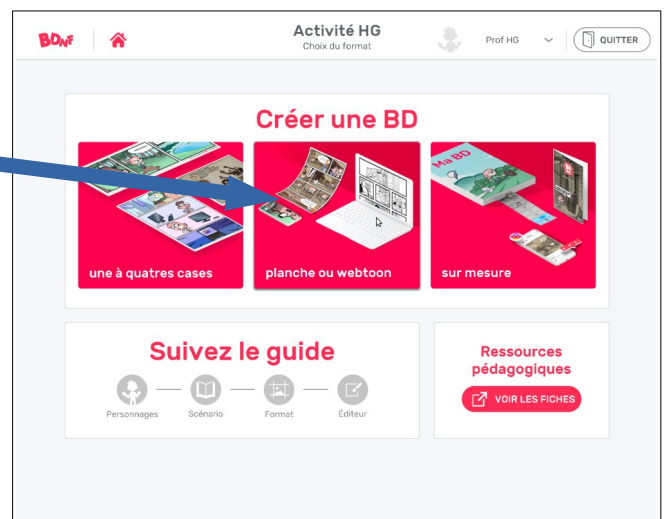 BDnF
Activité HG
Choix du format
Prof HG
QUITTER
Créer une BD
Ma BD
une à quatres cases
planche ou webtoon
sur mesure
Suivez le guide
Personnages
Scénario
Format
Éditeur
Ressources
pédagogiques
VOIR LES FICHES